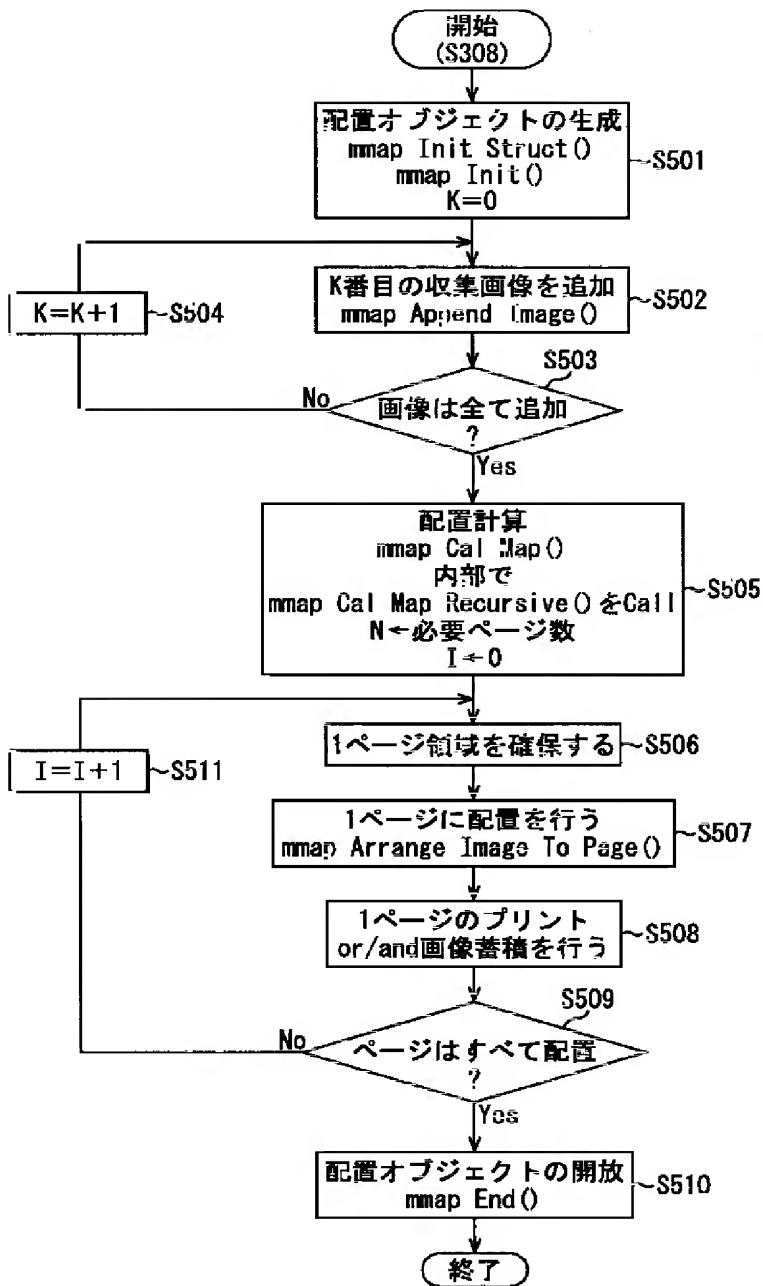 開始
(S308)
配置オブジェクトの生成
mmap Init Struct()
mmap Init()
K=0
S501
K番目の収集画像を追加
mmap Append Image()
S502
K=K+1
S504
S503
No
画像は全て追加
?
Yes
配置計算
mmap Cal Map()
内部で
mmap Cal Map Recursive()をCall
N←必要ページ数
I←0
S505
1ページ領域を確保する
S506
I=I+1
S511
1ページに配置を行う
mmap Arrange Image To Page()
S507
1ページのプリント
or/and画像蓄積を行う
S508
S509
No
ページはすべて配置
?
Yes
配置オブジェクトの開放
mmap End()
S510
終了